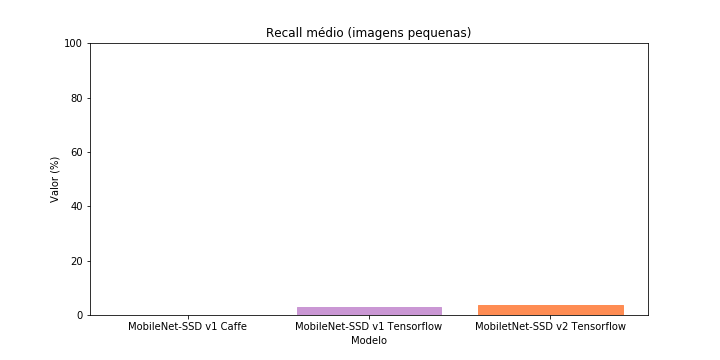 Recall médio (imagens pequenas)
100
80
60
40
20
0
Valor (%)
MobileNet-SSD v1 Caffe
MobileNet-SSD v1 Tensorflow
MobiletNet-SSD v2 Tensorflow
Modelo